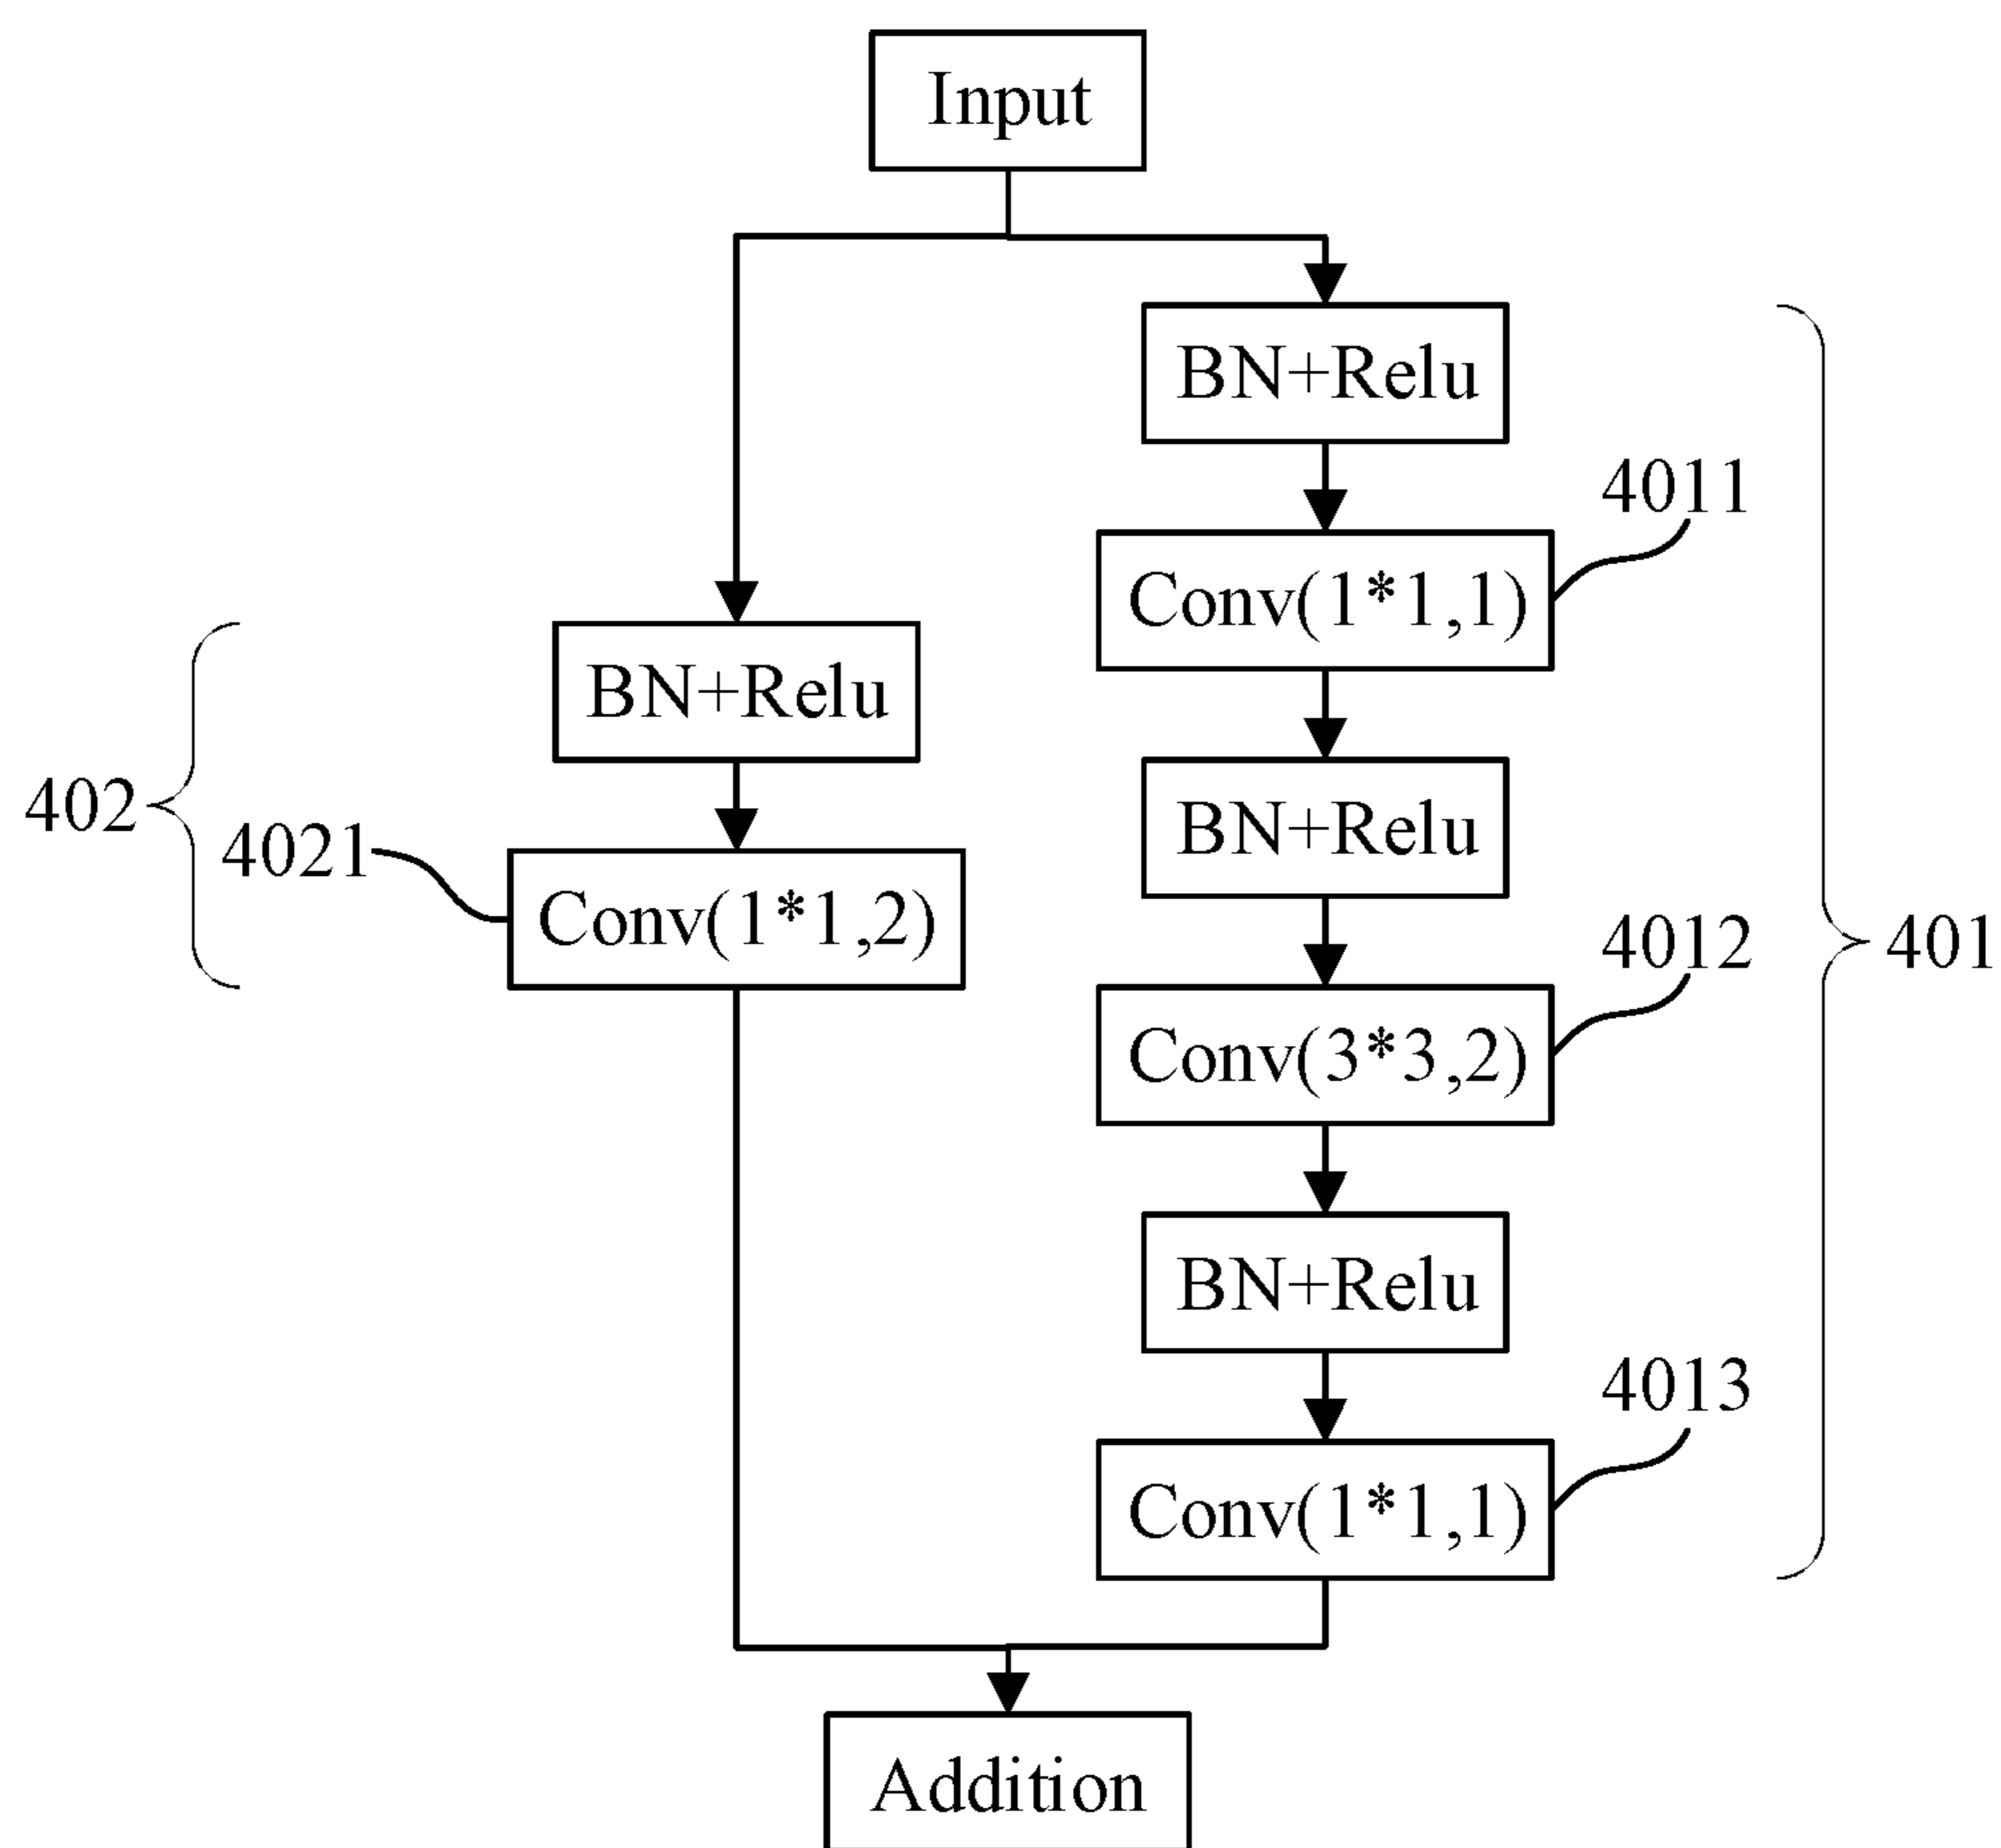 Input
BN+Relu
4011
Conv(1*1,1)
BN+Relu
402
4021
Conv(1*1,2)
BN+Relu
4012
401
Conv(3*3,2)
BN+Relu
4013
Conv(1*1,1)
Addition